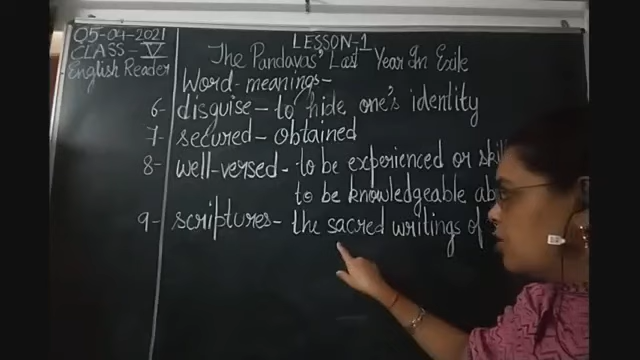 05-04-2021
CLASS-V
English Reader
LESSON-1
The Pandavas' Last Year In Exile
Word-meanings-
6- disguise- to hide one's identity
7- secured- obtained
8- well-versed- to be experienced or
to be knowledgeable
9- scriptures- the sacred writings of